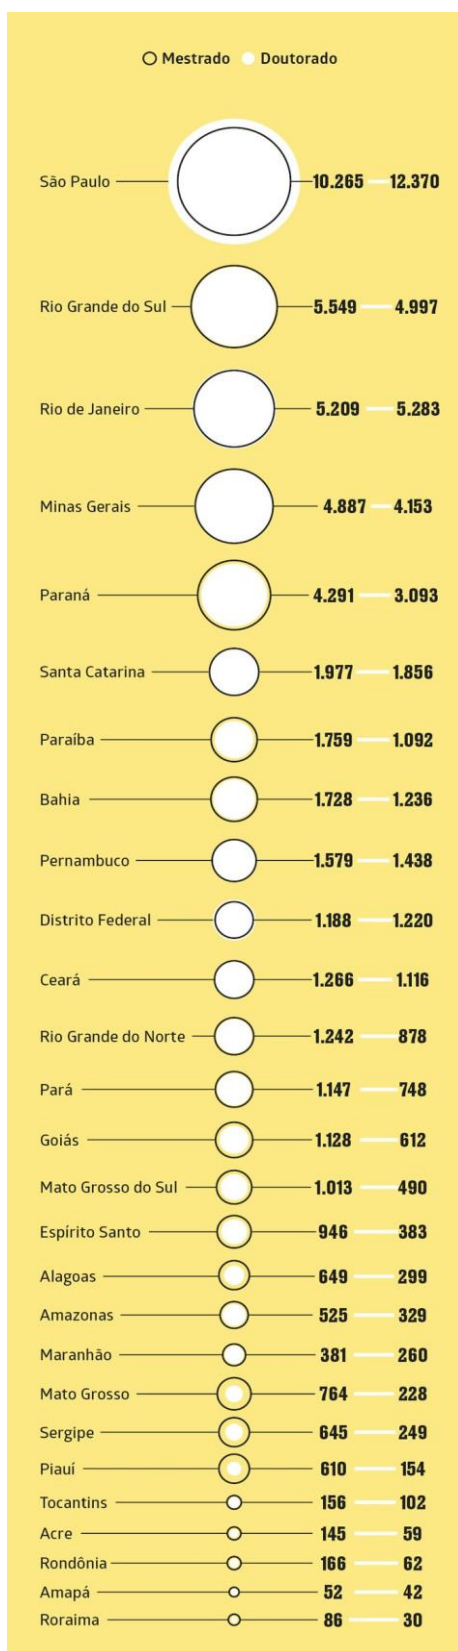 Mestrado Doutorado
São Paulo 10.265 12.370
Rio Grande do Sul 5.549 4.997
Rio de Janeiro 5.209 5.283
Minas Gerais 4.887 4.153
Paraná 4.291 3.093
Santa Catarina 1.977 1.856
Paraíba 1.759 1.092
Bahia 1.728 1.236
Pernambuco 1.579 1.438
Distrito Federal 1.188 1.220
Ceará 1.266 1.116
Rio Grande do Norte 1.242 878
Pará 1.147 748
Goiás 1.128 612
Mato Grosso do Sul 1.013 490
Espírito Santo 946 383
Alagoas 649 299
Amazonas 525 329
Maranhão 381 260
Mato Grosso 764 228
Sergipe 645 249
Piauí 610 154
Tocantins 156 102
Acre 145 59
Rondônia 166 62
Amapá 52 42
Roraima 86 30